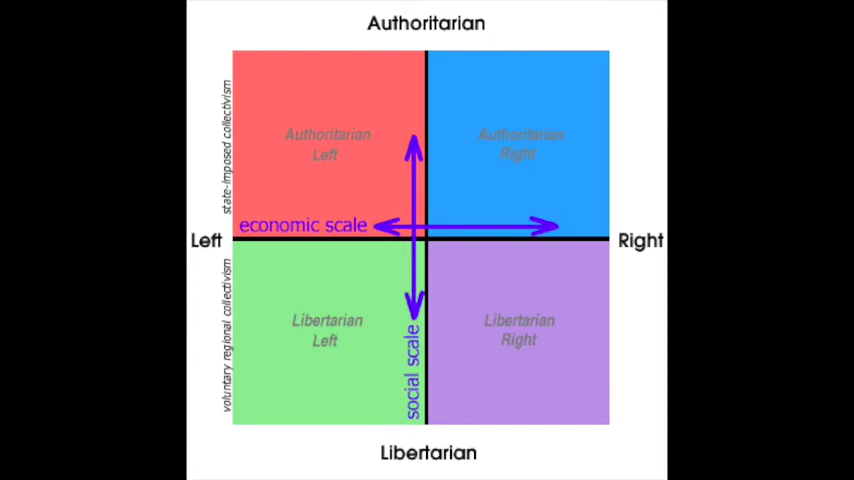 Authoritarian
state-imposed collectivism
Authoritarian
Left
Authoritarian
Right
economic scale
Left
Right
voluntary regional collectivism
Libertarian
Left
Libertarian
Right
social scale
Libertarian